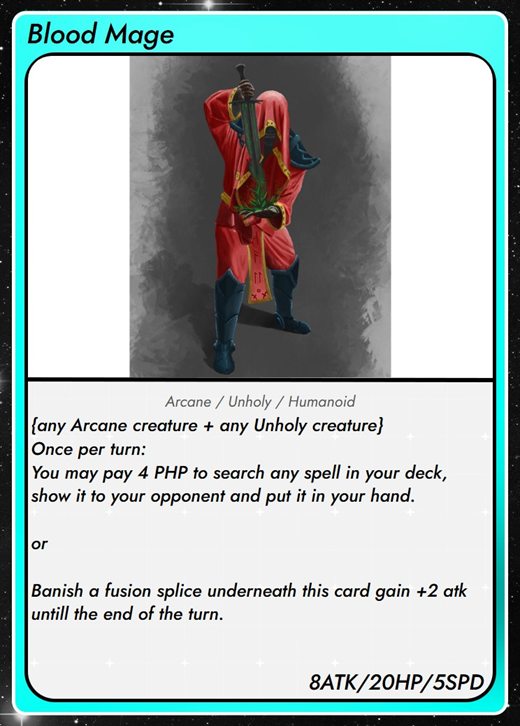 Blood Mage
Arcane / Unholy / Humanoid
{any Arcane creature + any Unholy creature}
Once per turn:
You may pay 4 PHP to search any spell in your deck,
show it to your opponent and put it in your hand.
or
Banish a fusion splice underneath this card gain +2 atk
untill the end of the turn.
8ATK/20HP/5SPD